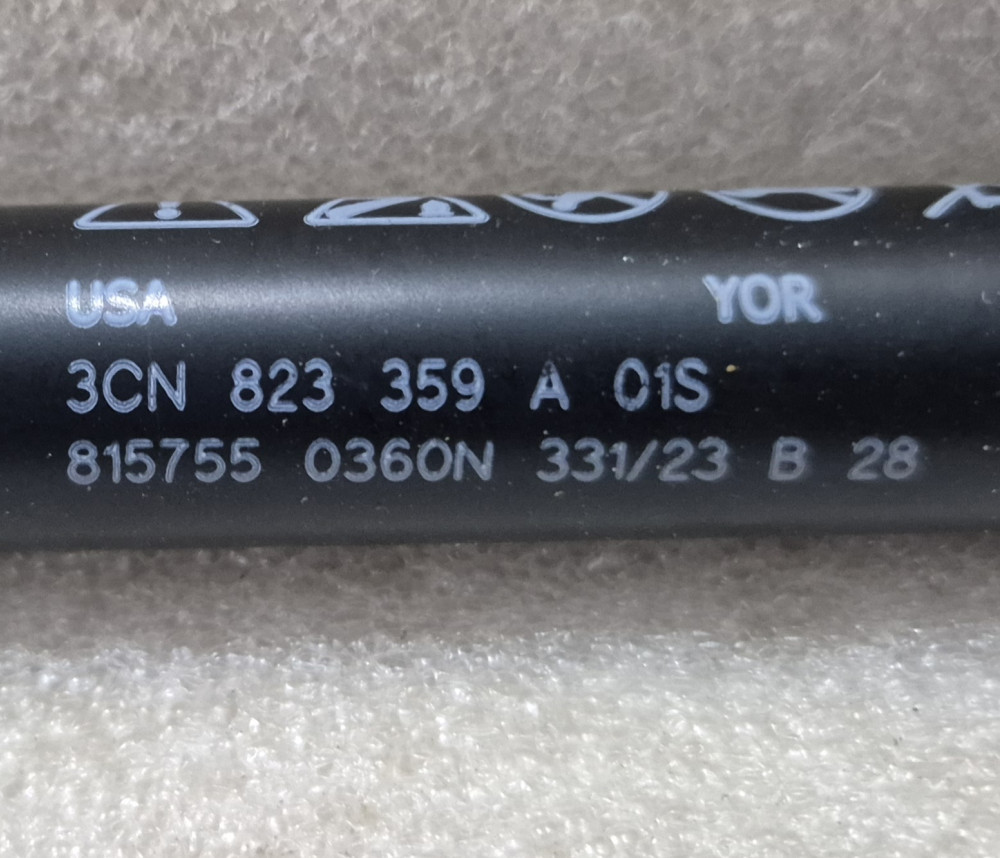 USA YOR
3CN 823 359 A 01S
815755 0360N 331/23 B 28